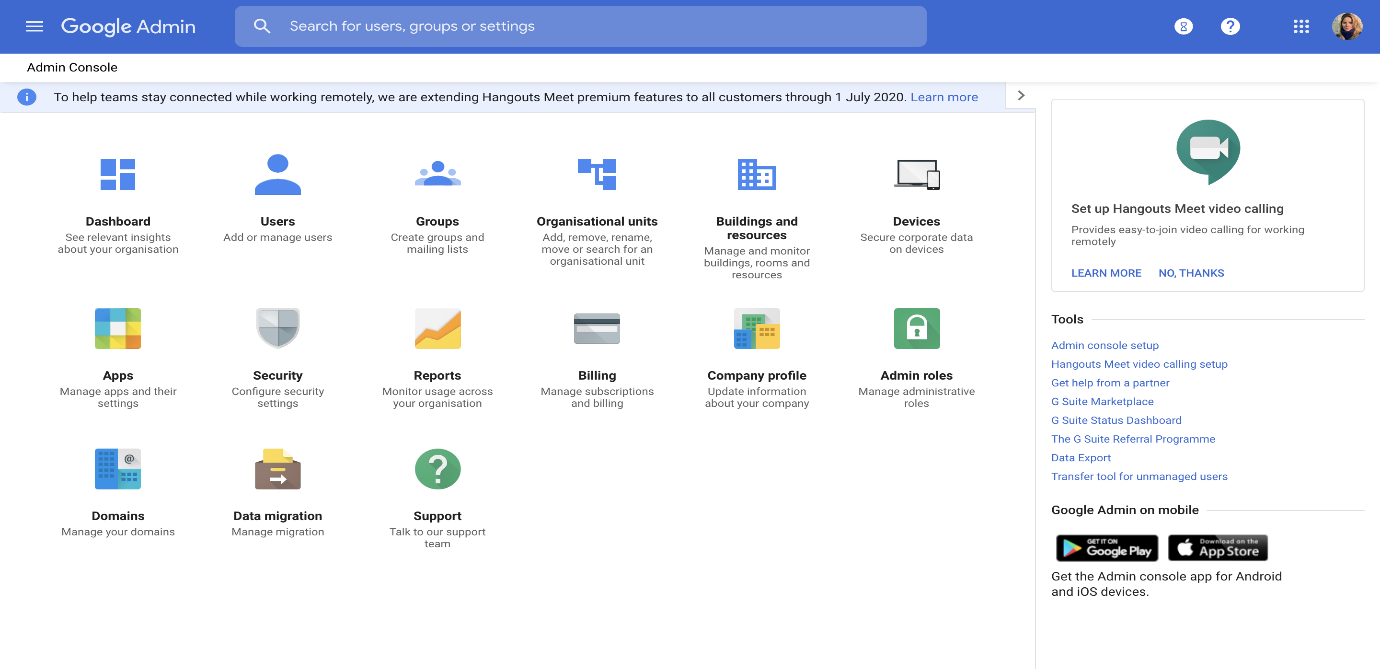 Google Admin
Search for users, groups or settings
Admin Console
To help teams stay connected while working remotely, we are extending Hangouts Meet premium features to all customers through 1 July 2020. Learn more
Dashboard
See relevant insights
about your organisation
Users
Add or manage users
Groups
Create groups and
mailing lists
Organisational units
Add, remove, rename,
move or search for an
organisational unit
Buildings and
resources
Manage and monitor
buildings, rooms and
resources
Devices
Secure corporate data
on devices
Apps
Manage apps and their
settings
Security
Configure security
settings
Reports
Monitor usage across
your organisation
Billing
Manage subscriptions
and billing
Company profile
Update information
about your company
Admin roles
Manage administrative
roles
@
Domains
Manage your domains
Data migration
Manage migration
?
Support
Talk to our support
team
Set up Hangouts Meet video calling
Provides easy-to-join video calling for working
remotely
LEARN MORE NO, THANKS
Tools
Admin console setup
Hangouts Meet video calling setup
Get help from a partner
G Suite Marketplace
G Suite Status Dashboard
The G Suite Referral Programme
Data Export
Transfer tool for unmanaged users
Google Admin on mobile
GET IT ON
Google Play
Download on the
App Store
Get the Admin console app for Android
and iOS devices.